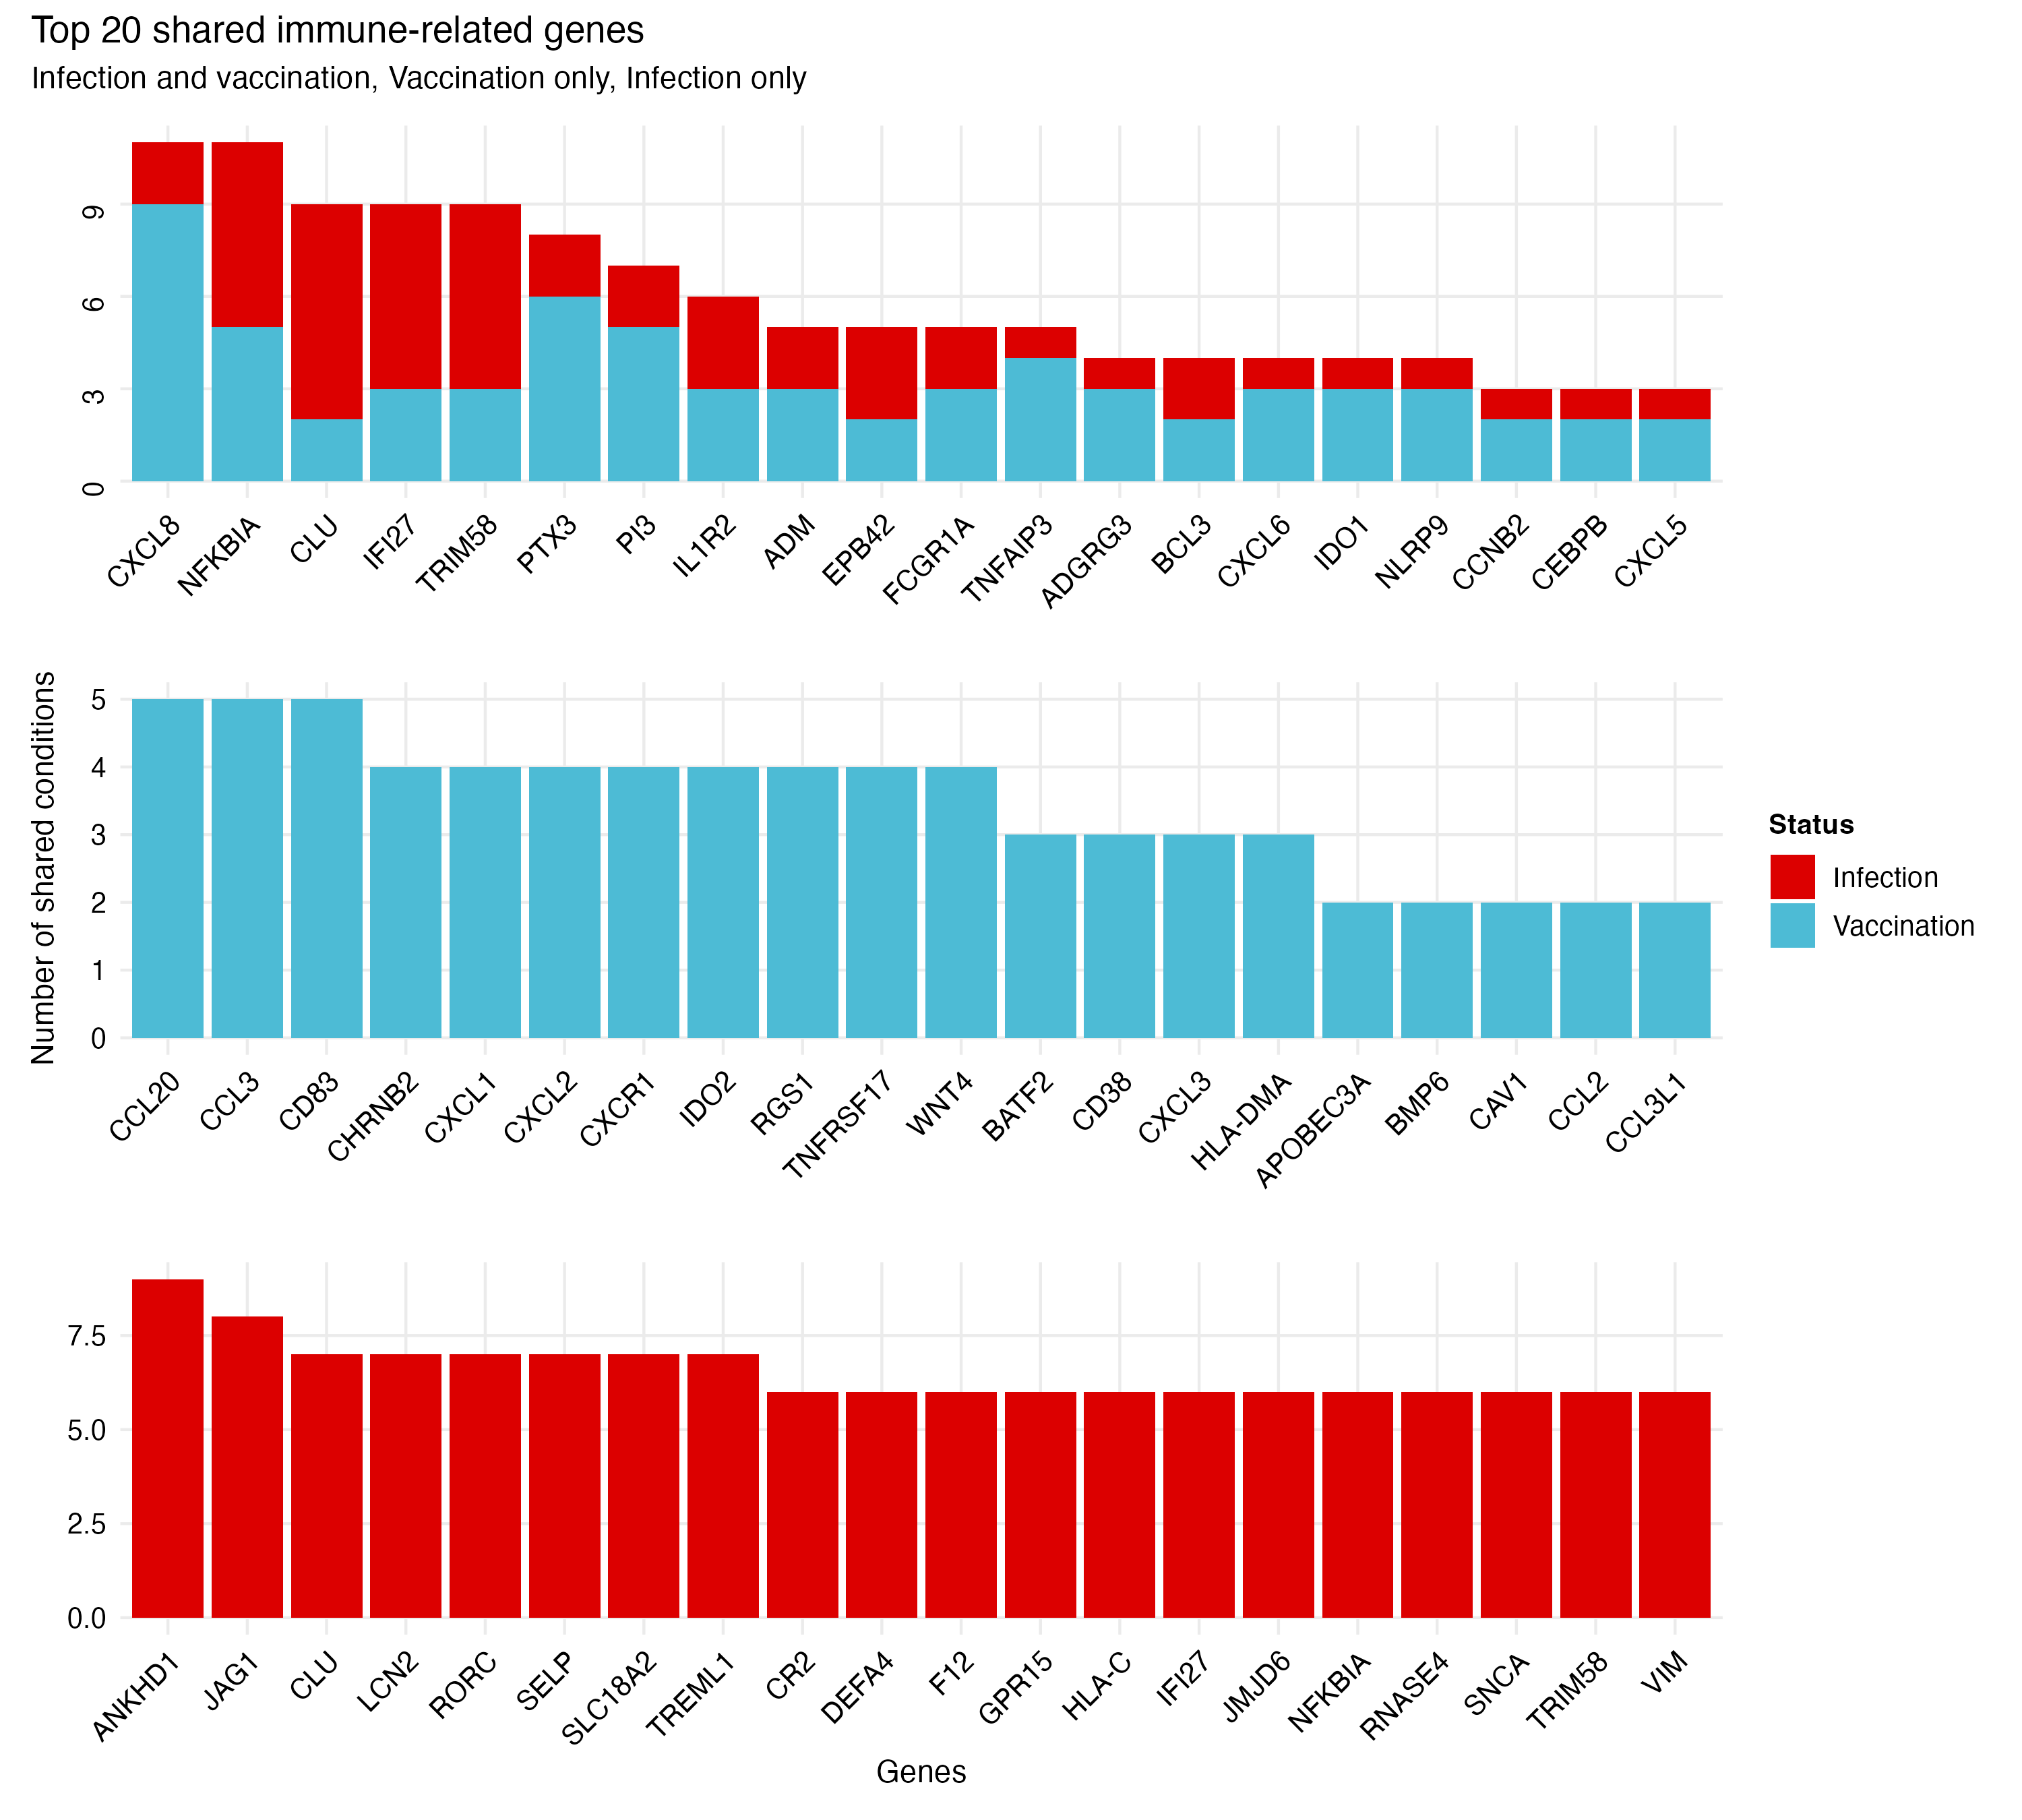 Top 20 shared immune-related genes
Infection and vaccination, Vaccination only, Infection only
9
6
3
0
CXCL8 NFKBIA CLU IFI27 TRIM58 PTX3 PI3 IL1R2 ADM EPB42 FCGR1A TNFAIP3 ADGRG3 BCL3 CXCL6 IDO1 NLRP9 CCNB2 CEBPB CXCL5
Number of shared conditions
5
4
3
2
1
0
CCL20 CCL3 CD83 CHRNB2 CXCL1 CXCL2 CXCR1 IDO2 RGS1 TNFRSF17 WNT4 BATF2 CD38 CXCL3 HLA-DMA APOBEC3A BMP6 CAV1 CCL2 CCL3L1
Status
Infection
Vaccination
7.5
5.0
2.5
0.0
ANKHD1 JAG1 CLU LCN2 RORC SELP SLC18A2 TREML1 CR2 DEFA4 F12 GPR15 HLA-C IFI27 JMJD6 NFKBIA RNASE4 SNCA TRIM58 VIM
Genes